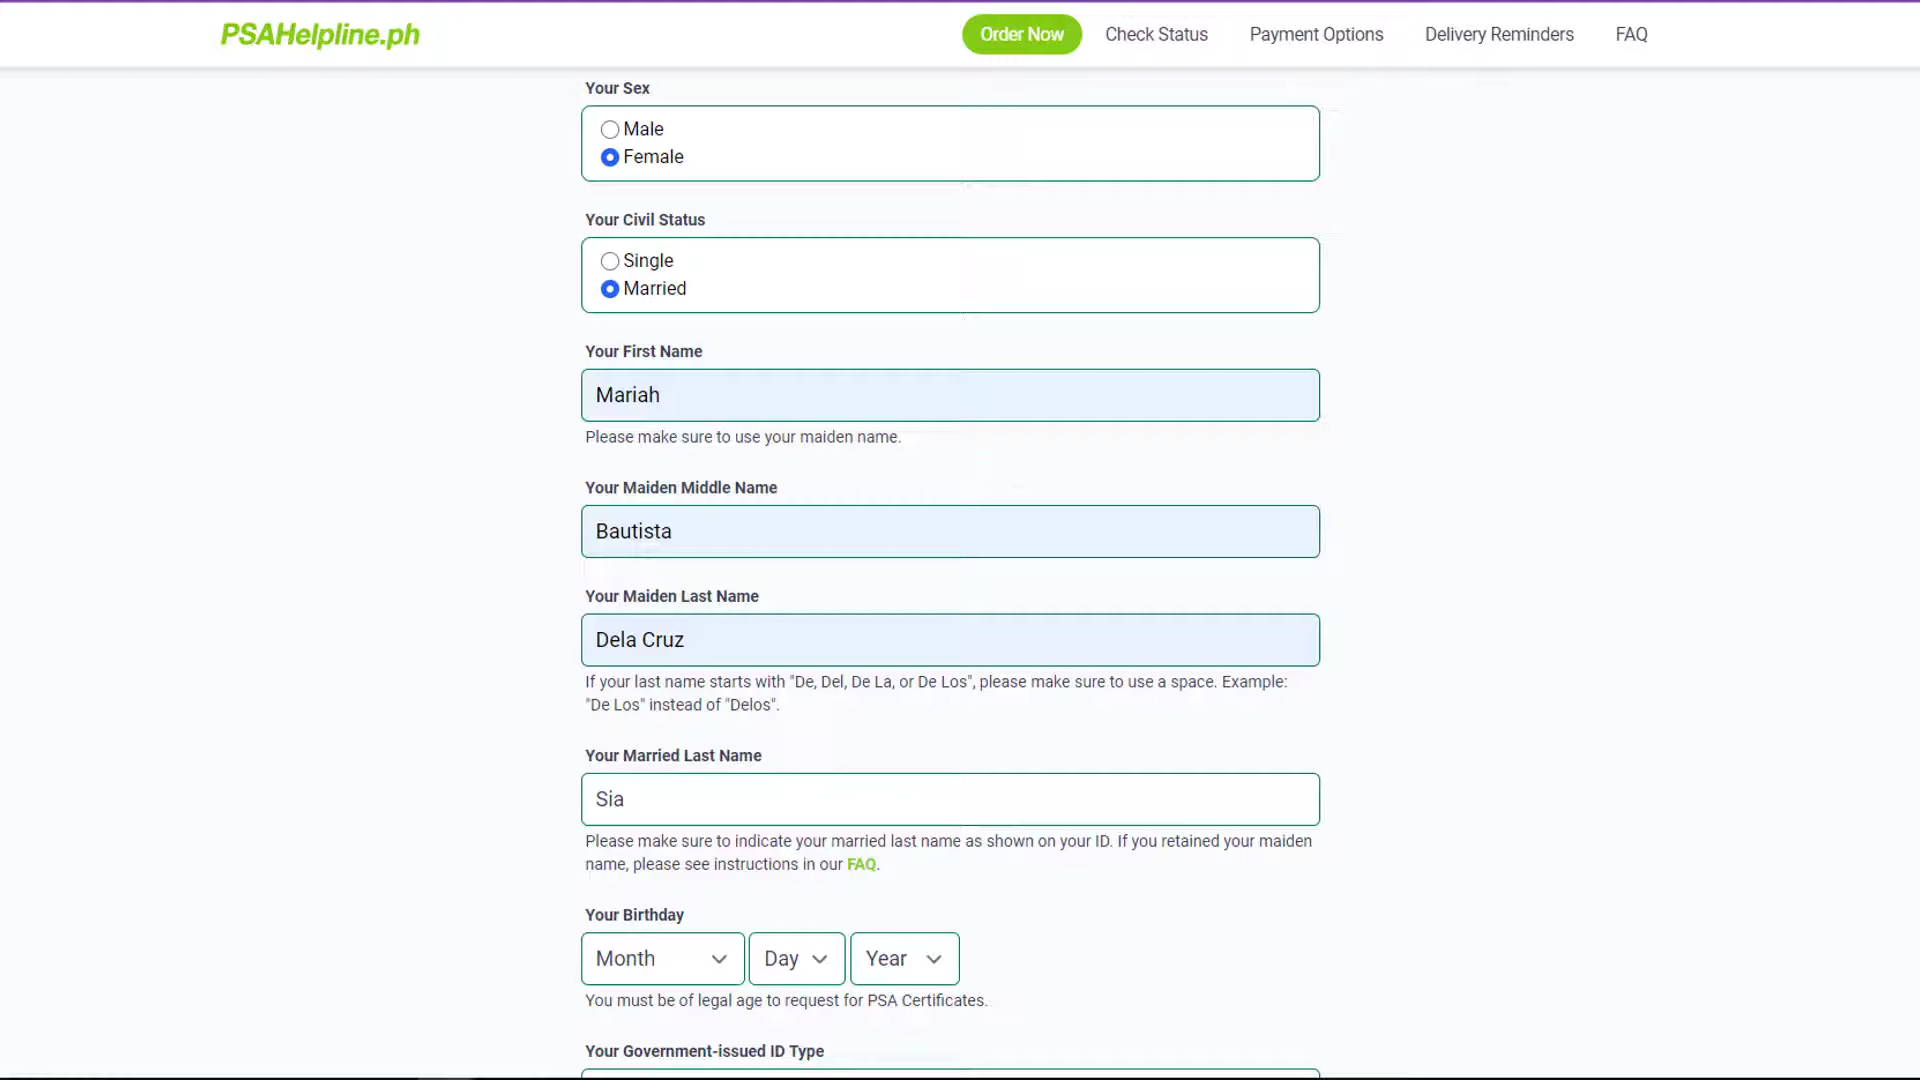 PSAHelpline.ph
Order Now
Check Status
Payment Options
Delivery Reminders
FAQ
Your Sex
Male
Female
Your Civil Status
Single
Married
Your First Name
Mariah
Please make sure to use your maiden name.
Your Maiden Middle Name
Bautista
Your Maiden Last Name
Dela Cruz
If your last name starts with "De, Del, De La, or De Los", please make sure to use a space. Example:
"De Los" instead of "Delos".
Your Married Last Name
Sia
Please make sure to indicate your married last name as shown on your ID. If you retained your maiden
name, please see instructions in our FAQ.
Your Birthday
Month
Day
Year
You must be of legal age to request for PSA Certificates.
Your Government-issued ID Type